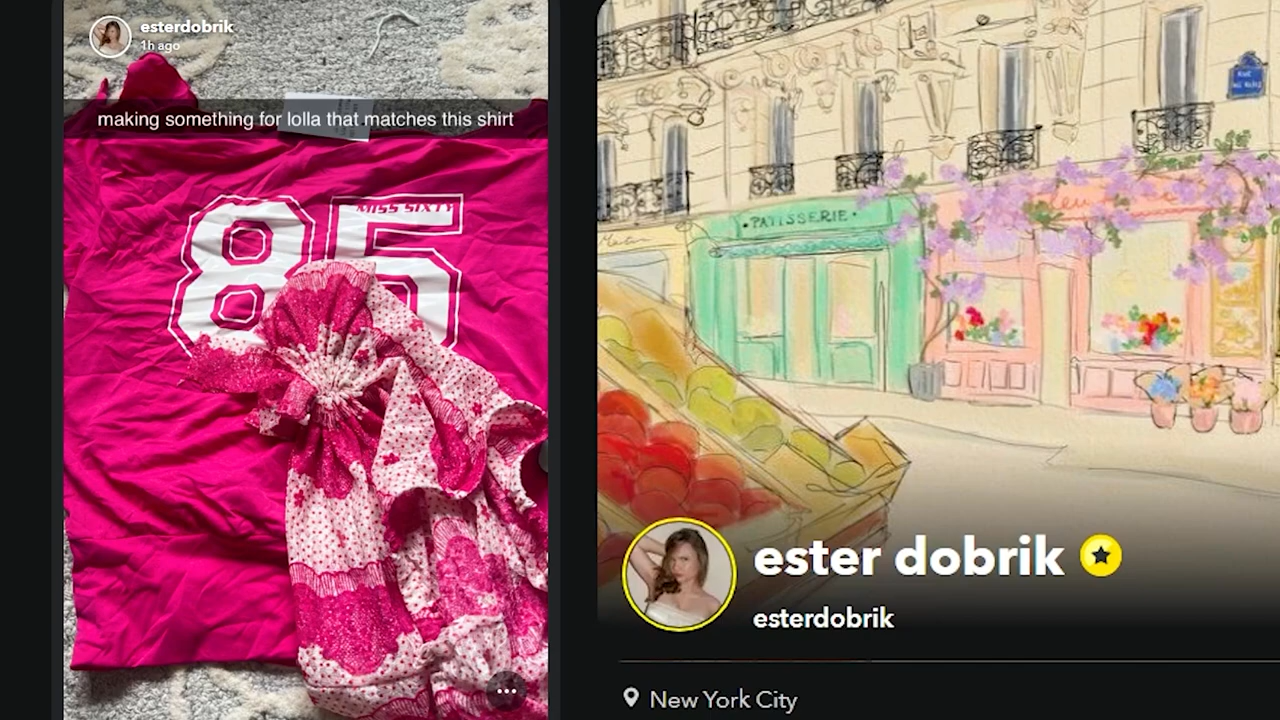 esterdobrik
1h ago
making something for lolla that matches this shirt
85
MISS SIXTY
PATISSERIE
ester dobrik
esterdobrik
New York City